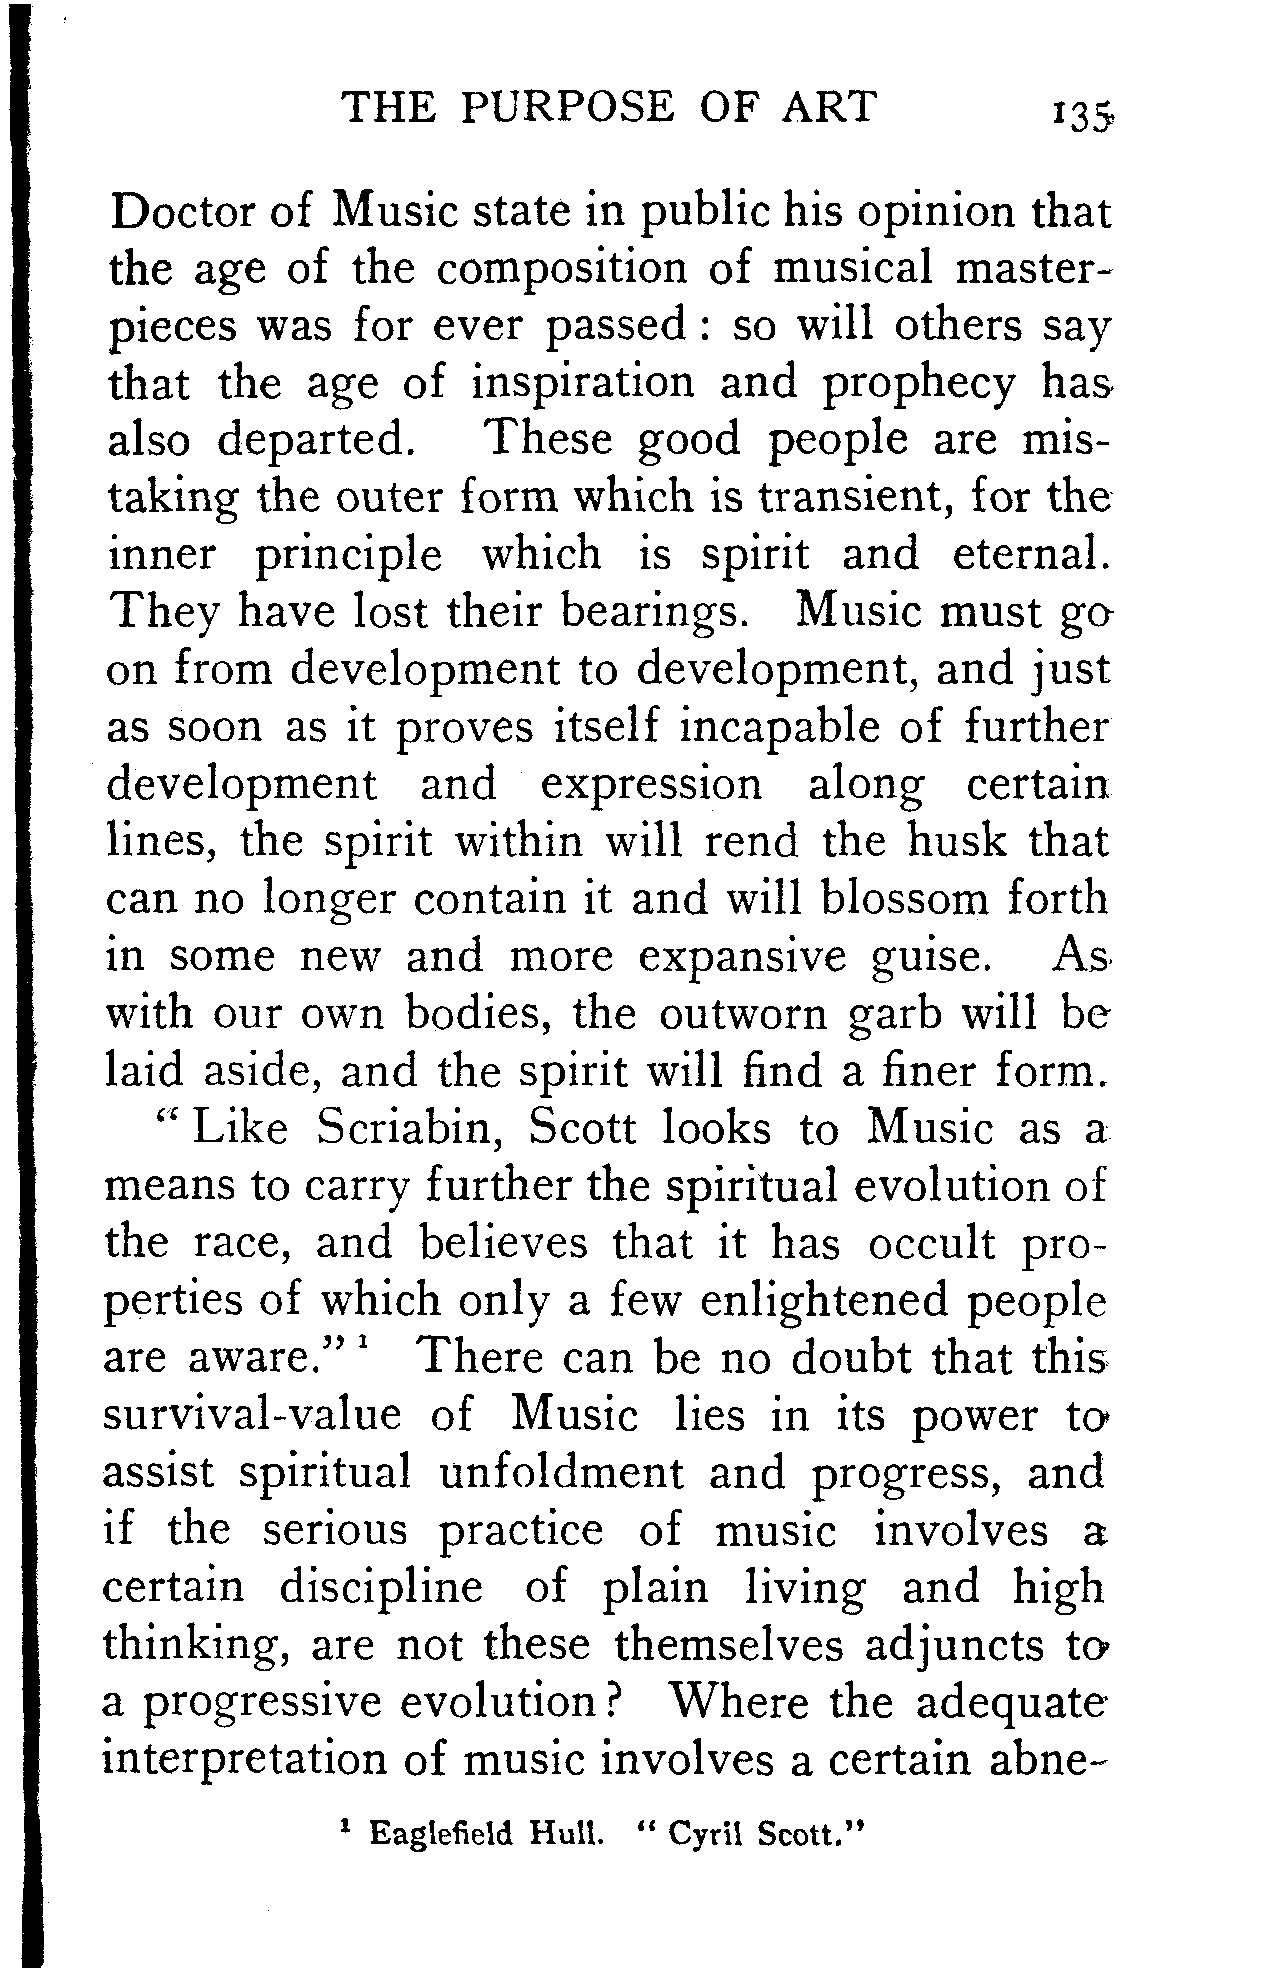 THE PURPOSE OF ART 135
Doctor of Music state in public his opinion that
the age of the composition of musical master-
pieces was for ever passed : so will others say
that the age of inspiration and prophecy has
also departed. These good people are mis-
taking the outer form which is transient, for the
inner principle which is spirit and eternal.
They have lost their bearings. Music must go
on from development to development, and just
as soon as it proves itself incapable of further
development and expression along certain
lines, the spirit within will rend the husk that
can no longer contain it and will blossom forth
in some new and more expansive guise. As
with our own bodies, the outworn garb will be
laid aside, and the spirit will find a finer form.
“ Like Scriabin, Scott looks to Music as a
means to carry further the spiritual evolution of
the race, and believes that it has occult pro-
perties of which only a few enlightened people
are aware.” ¹ There can be no doubt that this
survival-value of Music lies in its power to
assist spiritual unfoldment and progress, and
if the serious practice of music involves a
certain discipline of plain living and high
thinking, are not these themselves adjuncts to
a progressive evolution ? Where the adequate
interpretation of music involves a certain abne-
¹ Eaglefield Hull. “ Cyril Scott.”